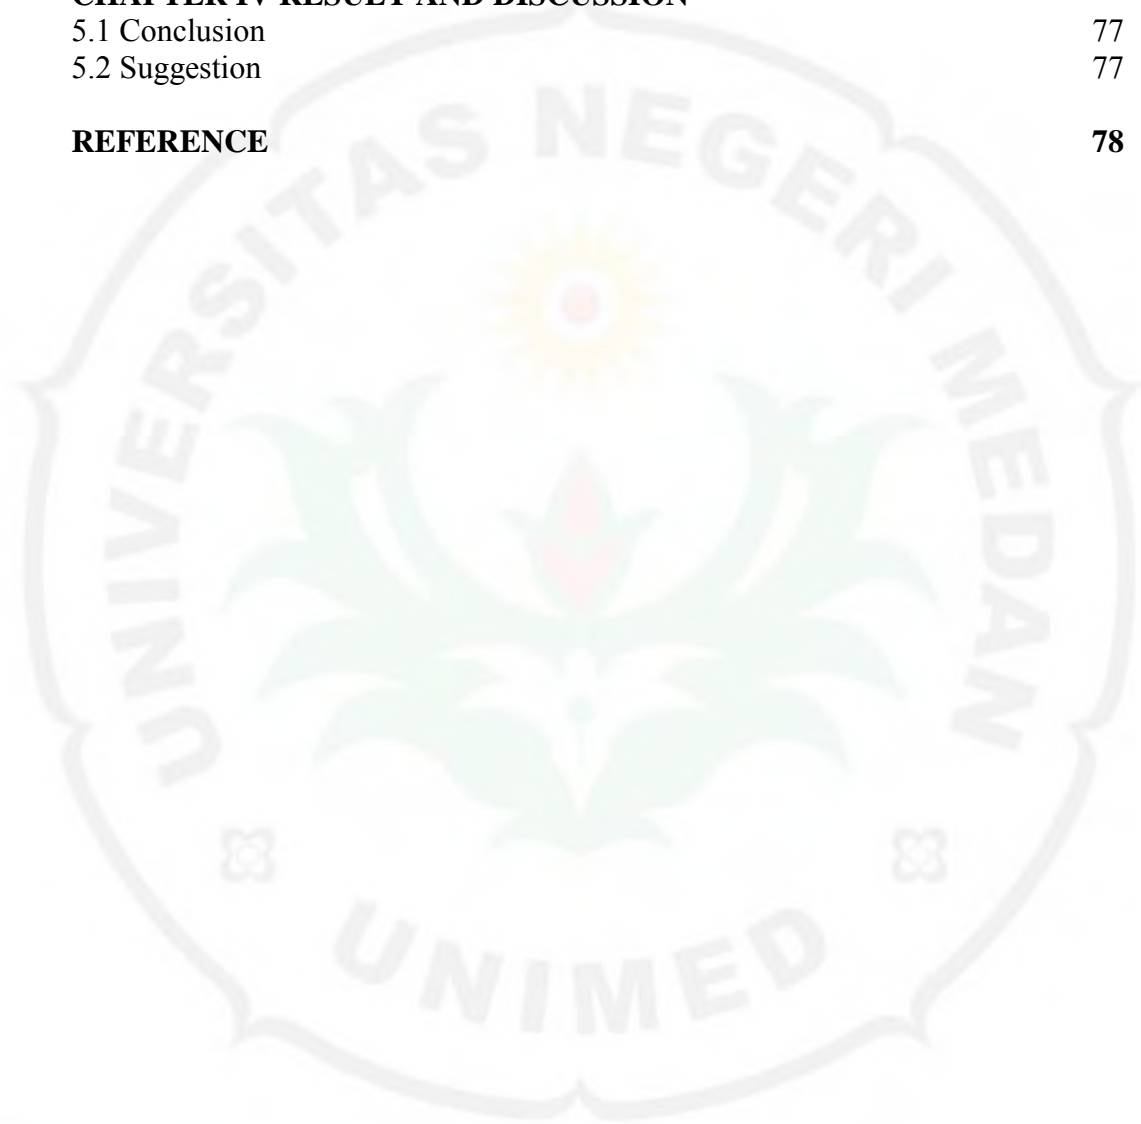 CHAPTER IV RESULT AND DISCUSSION
5.1 Conclusion 77
5.2 Suggestion 77
REFERENCE 78
UNIVERSITAS NEGERI MEDAN
UNIMED